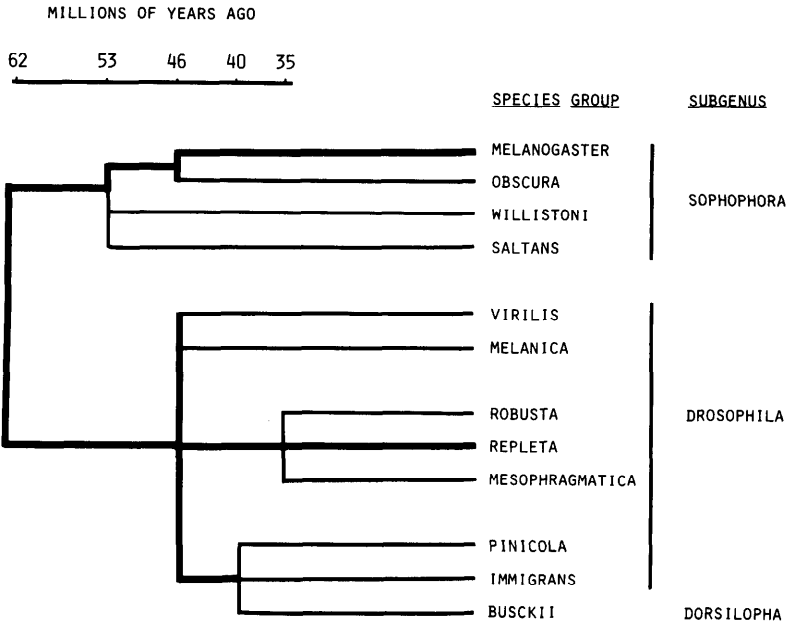 MILLIONS OF YEARS AGO
62 53 46 40 35
SPECIES GROUP SUBGENUS
MELANOGASTER
OBSCURA
SOPHOPHORA
WILLISTONI
SALTANS
VIRILIS
MELANICA
ROBUSTA
DROSOPHILA
REPLETA
MESOPHRAGMATICA
PINICOLA
IMMIGRANS
BUSCKII DORSILOPHA